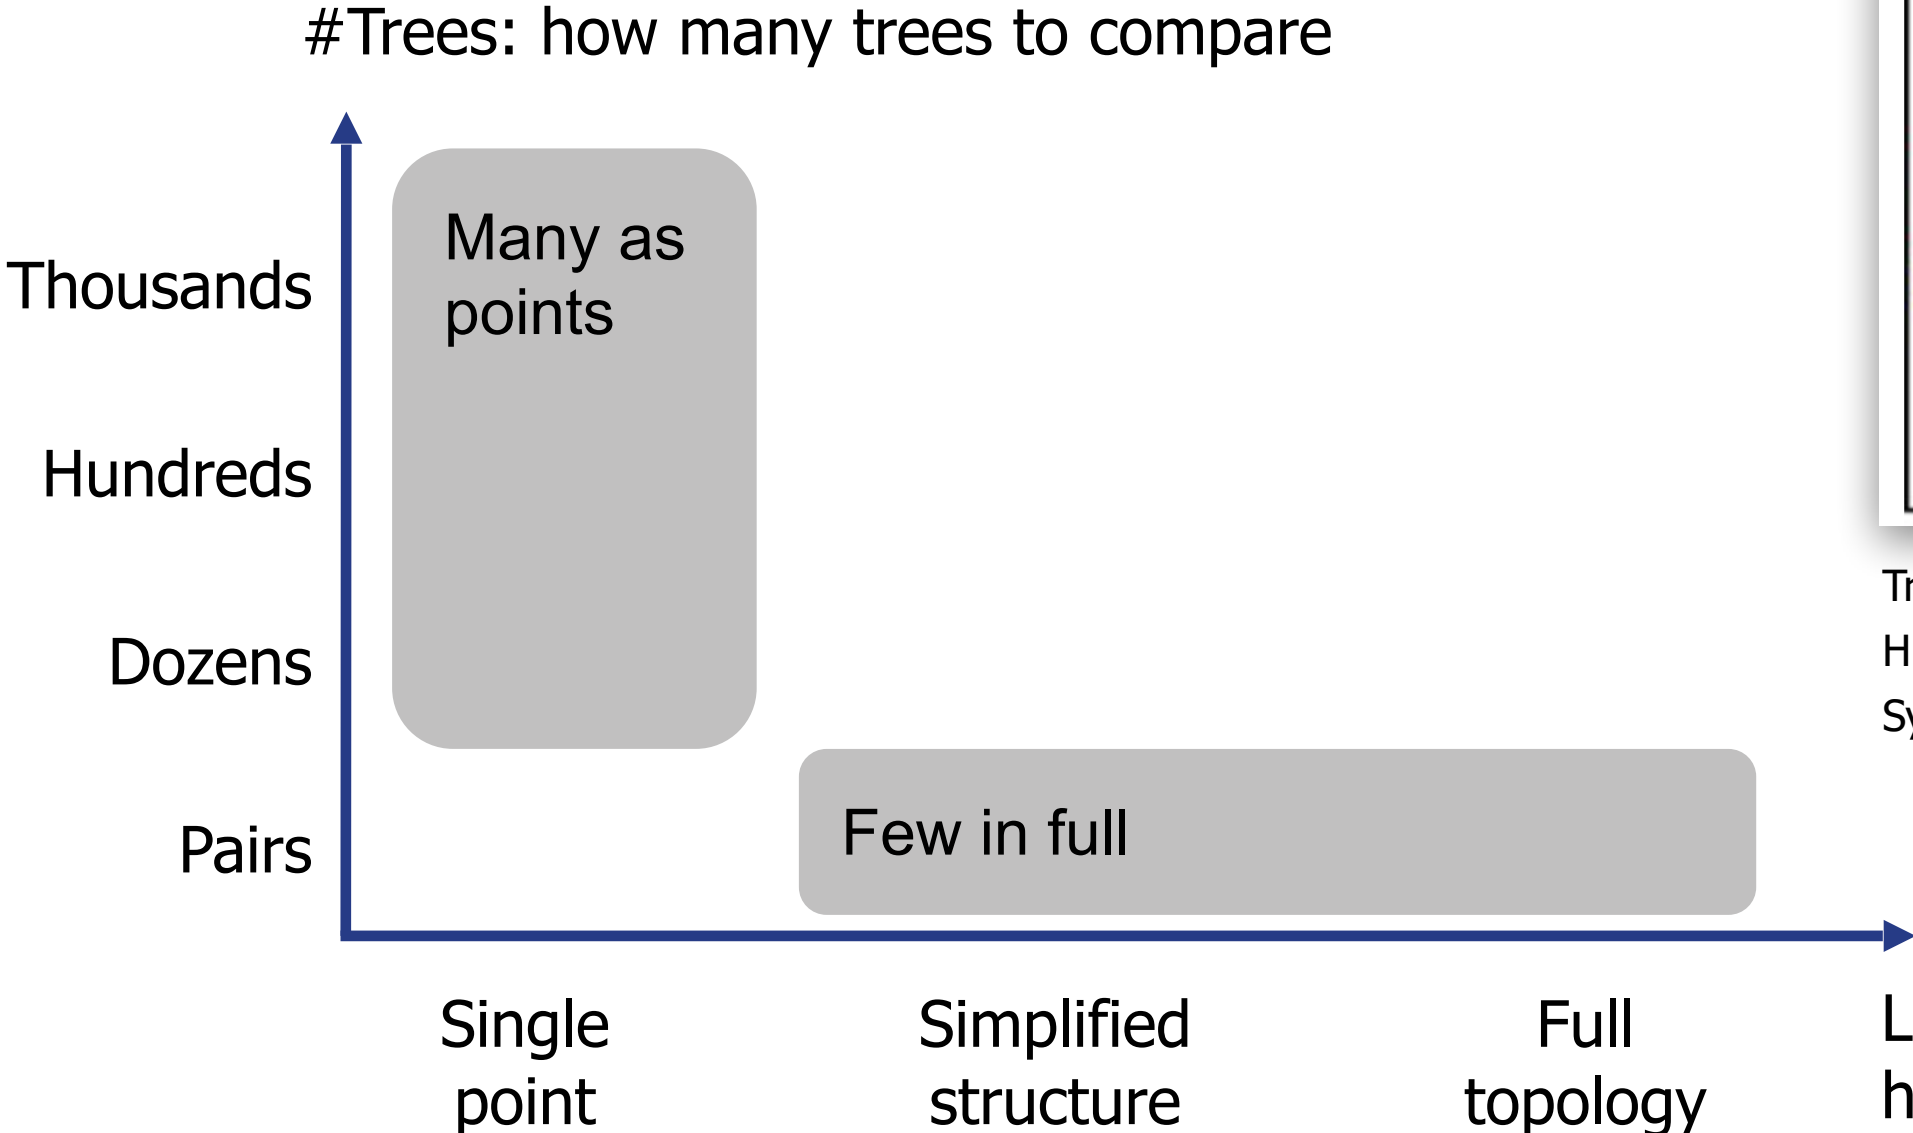 #Trees: how many trees to compare
Many as
points
Thousands
Hundreds
Dozens
Few in full
Pairs
Single
point
Simplified
structure
Full
topology